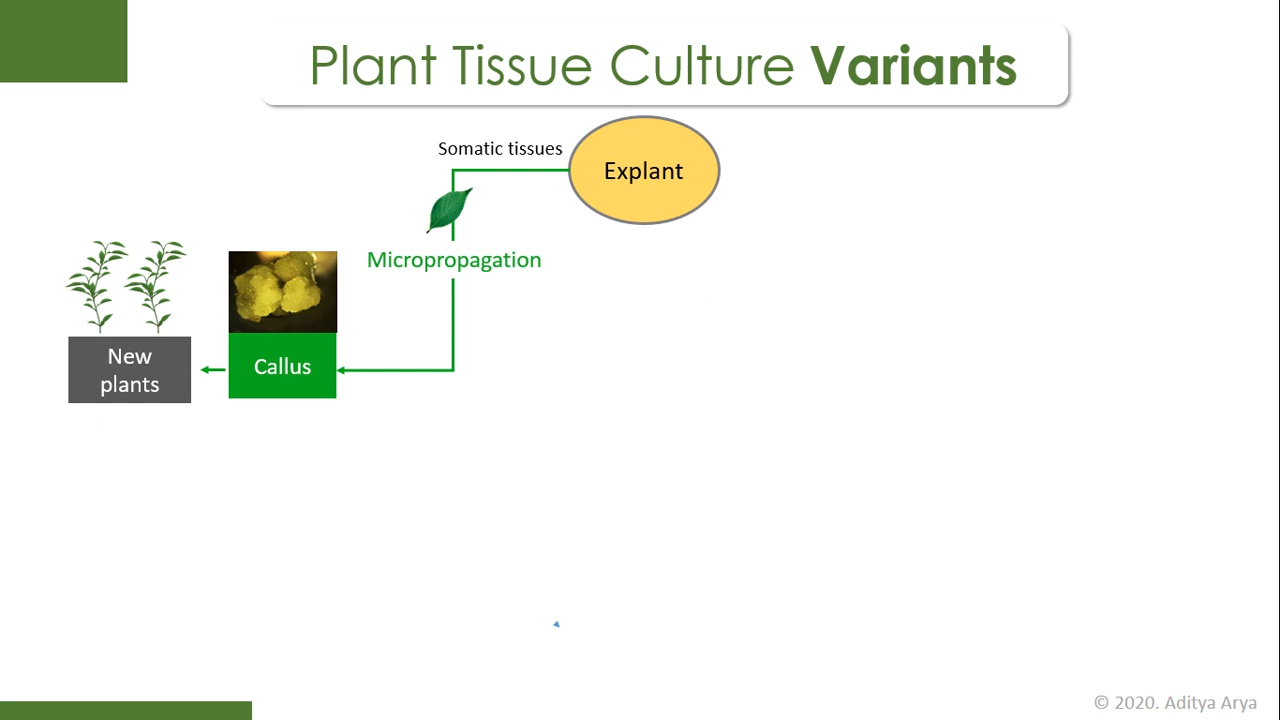 Plant Tissue Culture Variants
Somatic tissues
Explant
Micropropagation
New
plants
Callus
© 2020. Aditya Arya